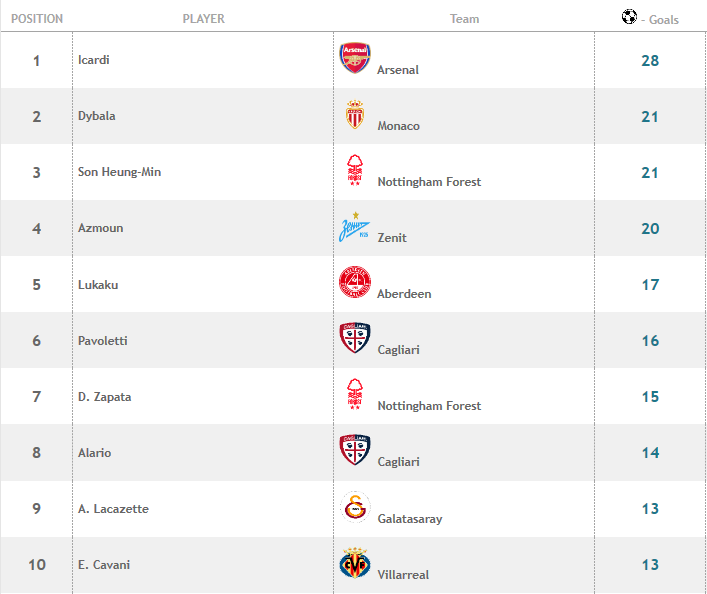 POSITION PLAYER Team - Goals
1 Icardi Arsenal 28
2 Dybala Monaco 21
3 Son Heung-Min Nottingham Forest 21
4 Azmoun Zenit 20
5 Lukaku Aberdeen 17
6 Pavoletti Cagliari 16
7 D. Zapata Nottingham Forest 15
8 Alario Cagliari 14
9 A. Lacazette Galatasaray 13
10 E. Cavani Villarreal 13